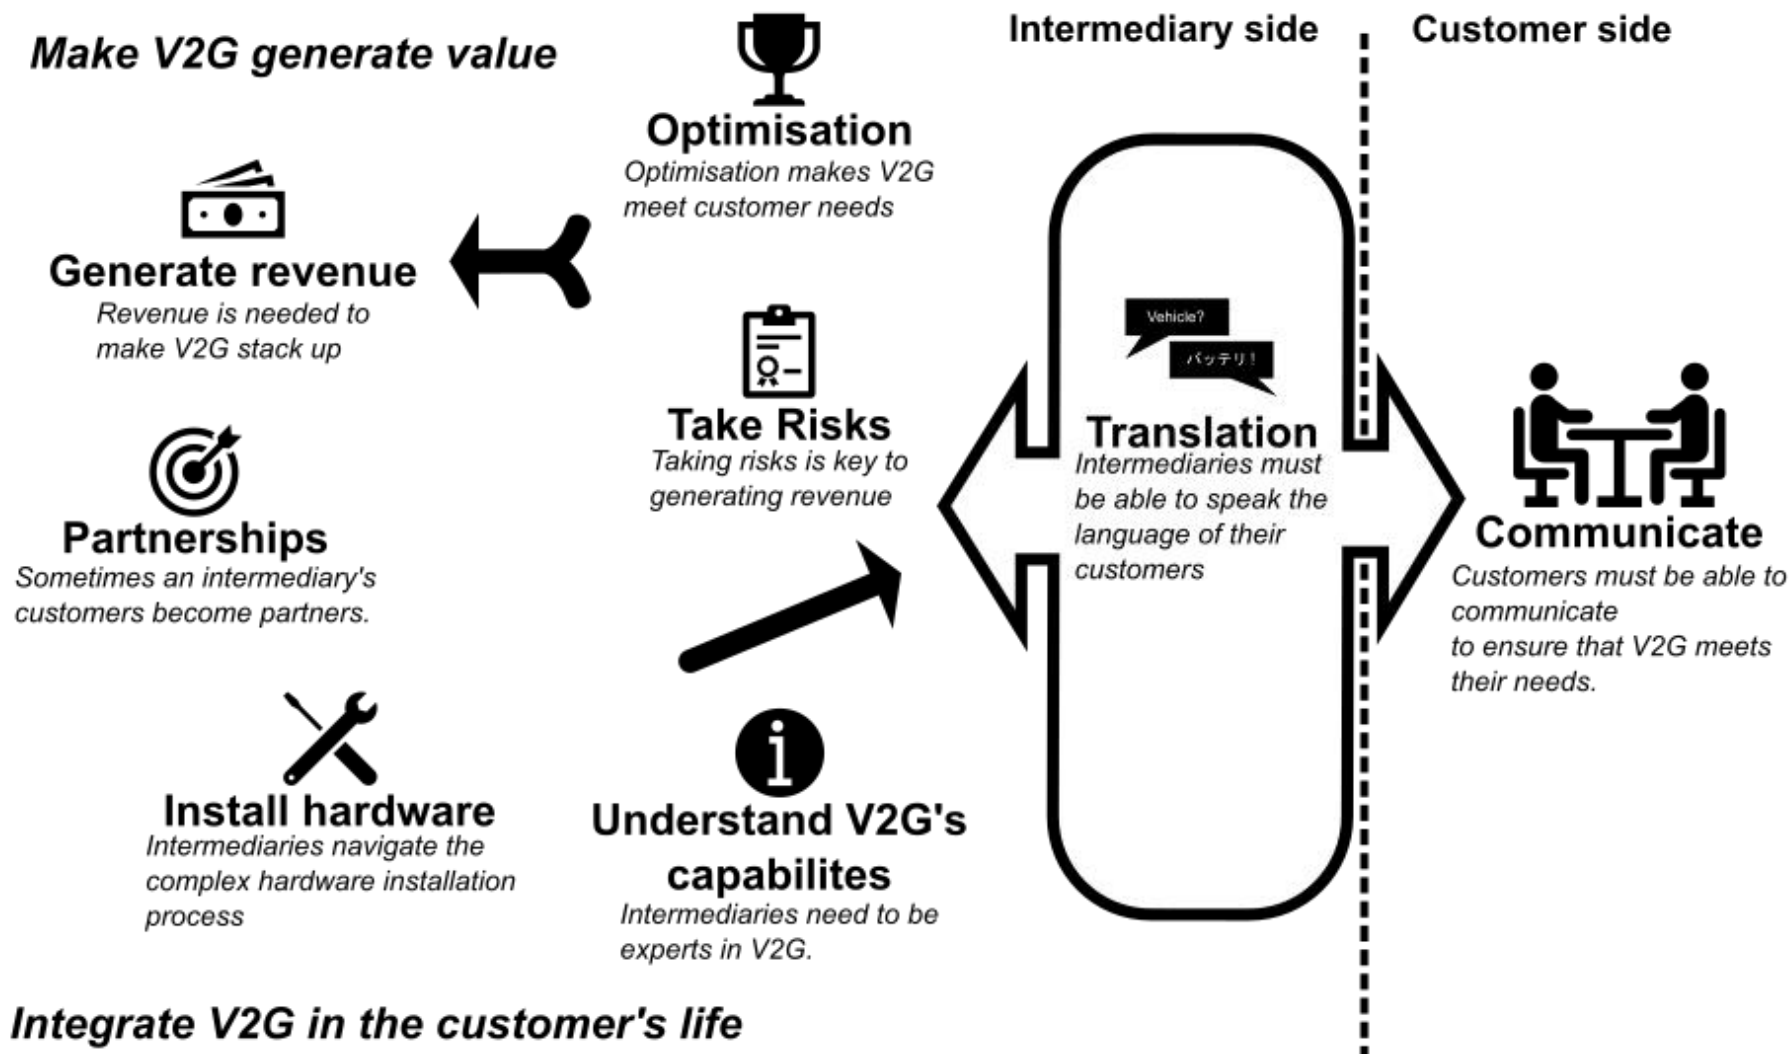 Make V2G generate value
Intermediary side
Customer side
Optimisation
Optimisation makes V2G
meet customer needs
Generate revenue
Revenue is needed to
make V2G stack up
Take Risks
Taking risks is key to
generating revenue
Partnerships
Sometimes an intermediary's
customers become partners.
Install hardware
Intermediaries navigate the
complex hardware installation
process
Understand V2G's
capabilites
Intermediaries need to be
experts in V2G.
Vehicle?
バッテリ！
Translation
Intermediaries must
be able to speak the
language of their
customers
Communicate
Customers must be able to
communicate
to ensure that V2G meets
their needs.
Integrate V2G in the customer's life